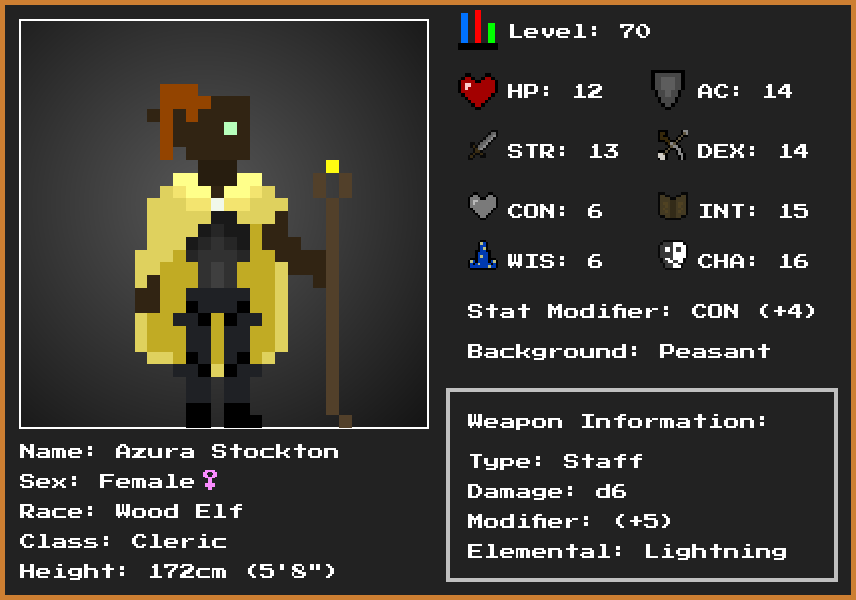 Level: 70
HP: 12 AC: 14
STR: 13 DEX: 14
CON: 6 INT: 15
WIS: 6 CHA: 16
Stat Modifier: CON (+4)
Background: Peasant
Weapon Information:
Type: Staff
Damage: d6
Modifier: (+5)
Elemental: Lightning
Name: Azura Stockton
Sex: Female♀
Race: Wood Elf
Class: Cleric
Height: 172cm (5'8")